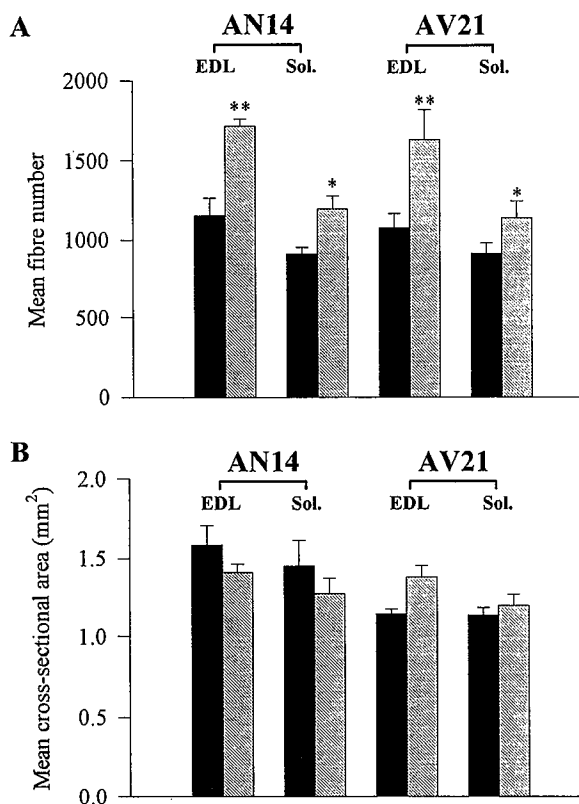 A
AN14 AV21
EDL Sol. EDL Sol.
2000
1500
1000
500
0
Mean fibre number
** * ** *
B
AN14 AV21
EDL Sol. EDL Sol.
2.0
1.5
1.0
0.5
0.0
Mean cross-sectional area (mm²)